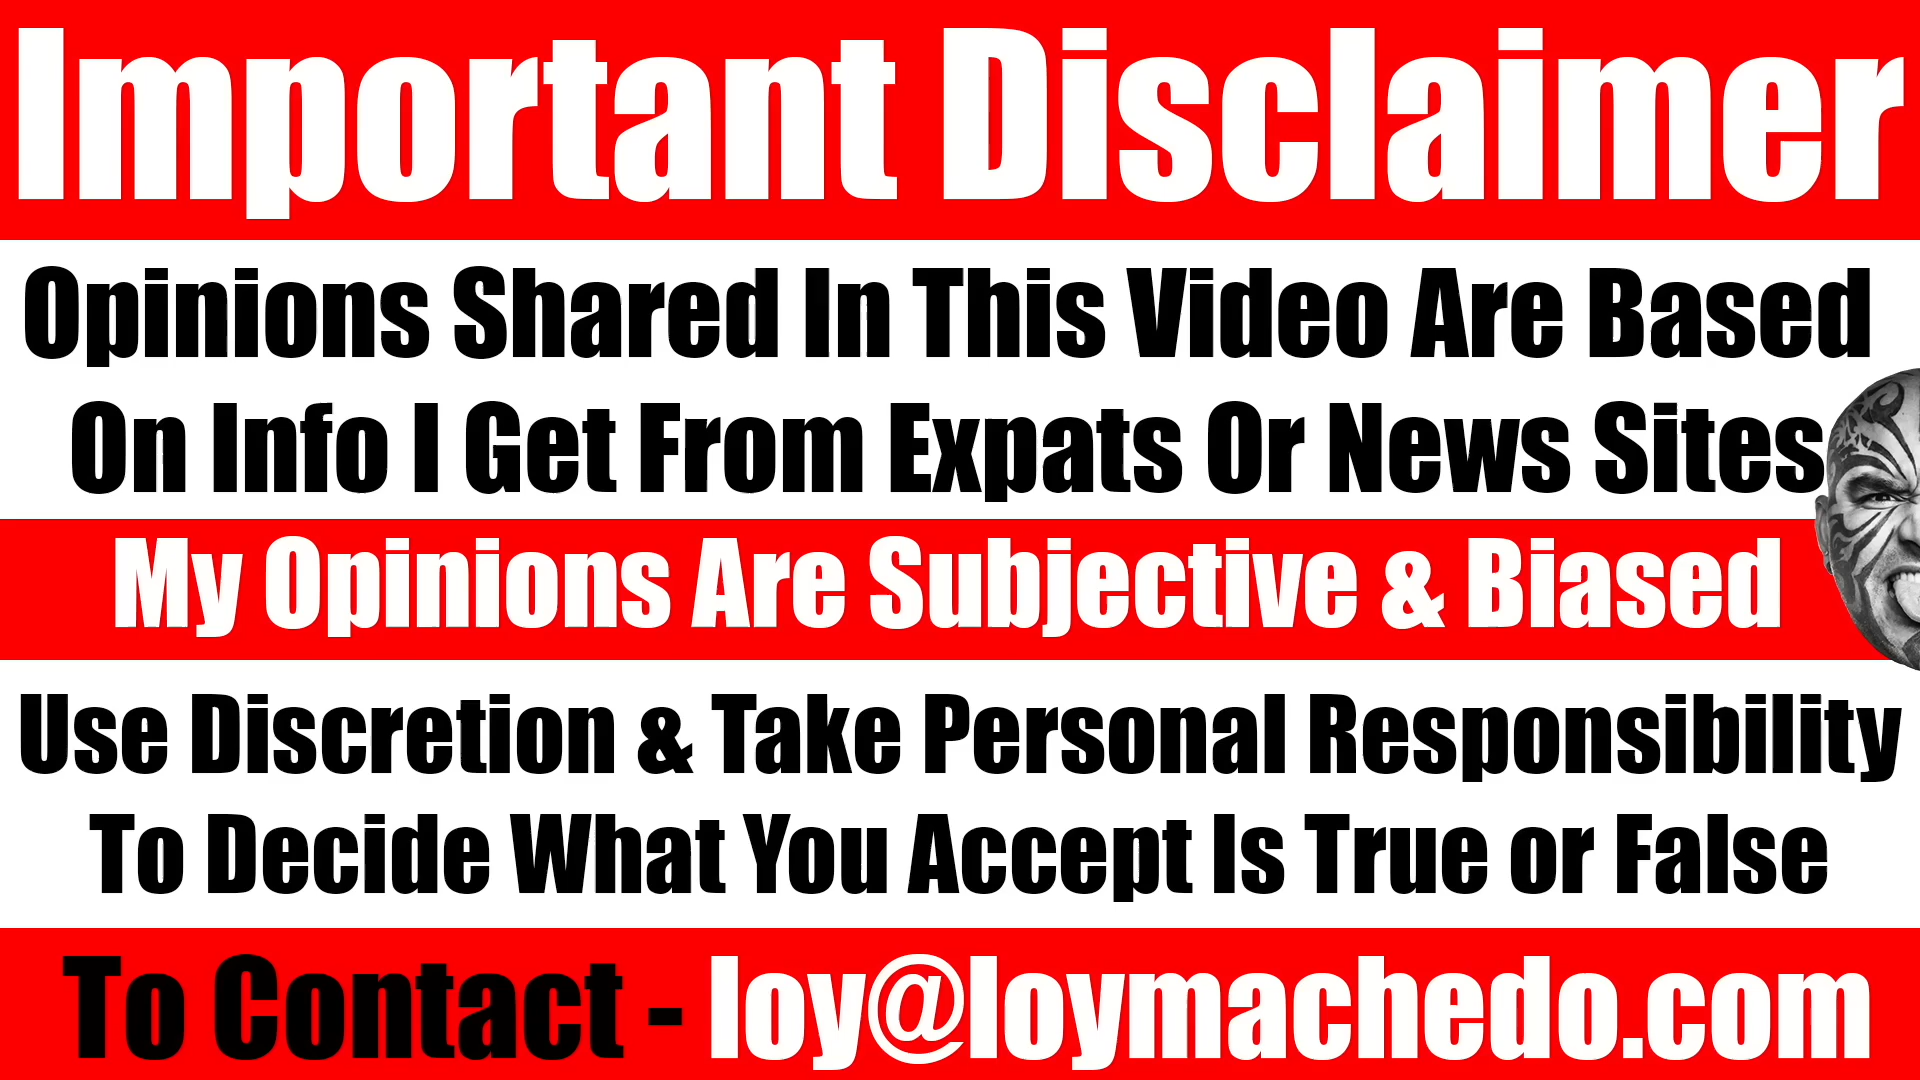 Important Disclaimer
Opinions Shared In This Video Are Based
On Info I Get From Expats Or News Sites
My Opinions Are Subjective & Biased
Use Discretion & Take Personal Responsibility
To Decide What You Accept Is True or False
To Contact - loy@loymachedo.com